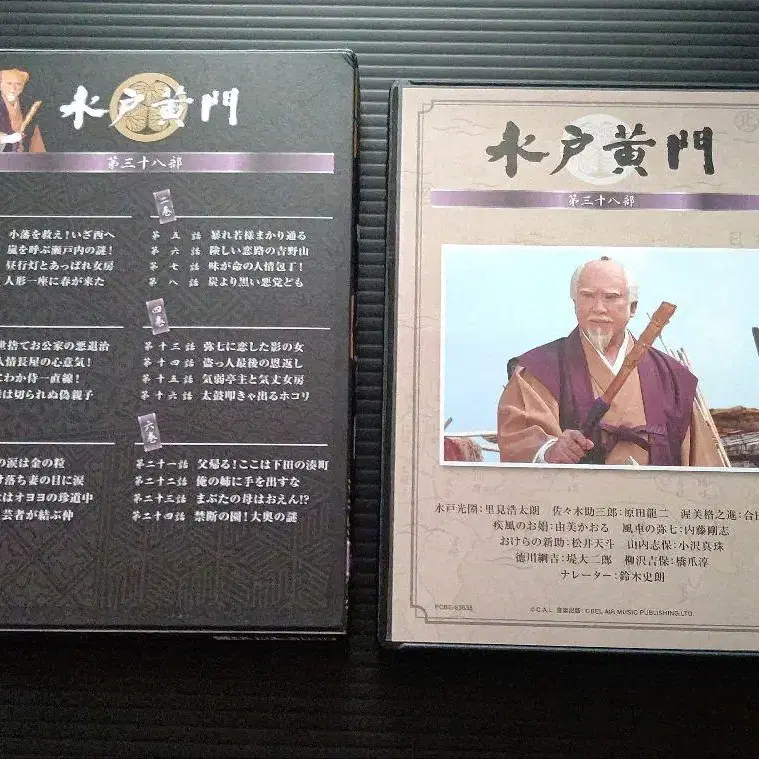 水戸黄門
第三十八部
小藩を救え!いざ西へ
嵐を呼ぶ瀬戸内の謎!
昼行灯とあっぱれ女房
人形一座に春が来た
二巻
第五話 暴れ若様まかり通る
第六話 険しい恋路の吉野山
第七話 味が命の人情包丁!
第八話 炭より黒い悪党ども
世捨てお公家の悪退治
人情長屋の心意気!
にわか侍一直線!
は切られぬ偽親子
四巻
第十三話 弥七に恋した影の女
第十四話 盗っ人最後の恩返し
第十五話 気弱亭主と気丈女房
第十六話 太鼓叩きゃ出るホコリ
の涙は金の粒
け落ち妻の目に涙
はオヨヨの珍道中
芸者が結ぶ仲
六巻
第二十一話 父帰る!ここは下田の湊町
第二十二話 俺の姉に手を出すな
第二十三話 まぶたの母はおえん!?
第二十四話 禁断の園!大奥の謎
水戸黄門
第三十八部
水戸光圀:里見浩太朗 佐々木助三郎:原田龍二 渥美格之進:合
疾風のお娟:由美かおる 風車の弥七:内藤剛志
おけらの新助:松井天斗 山内志保:小沢真珠
徳川綱吉:堤大二郎 柳沢吉保:橋爪淳
ナレーター:鈴木史朗
©C.A.L 音楽出版:©BEL AIR MUSIC PUBLISHING LTD.